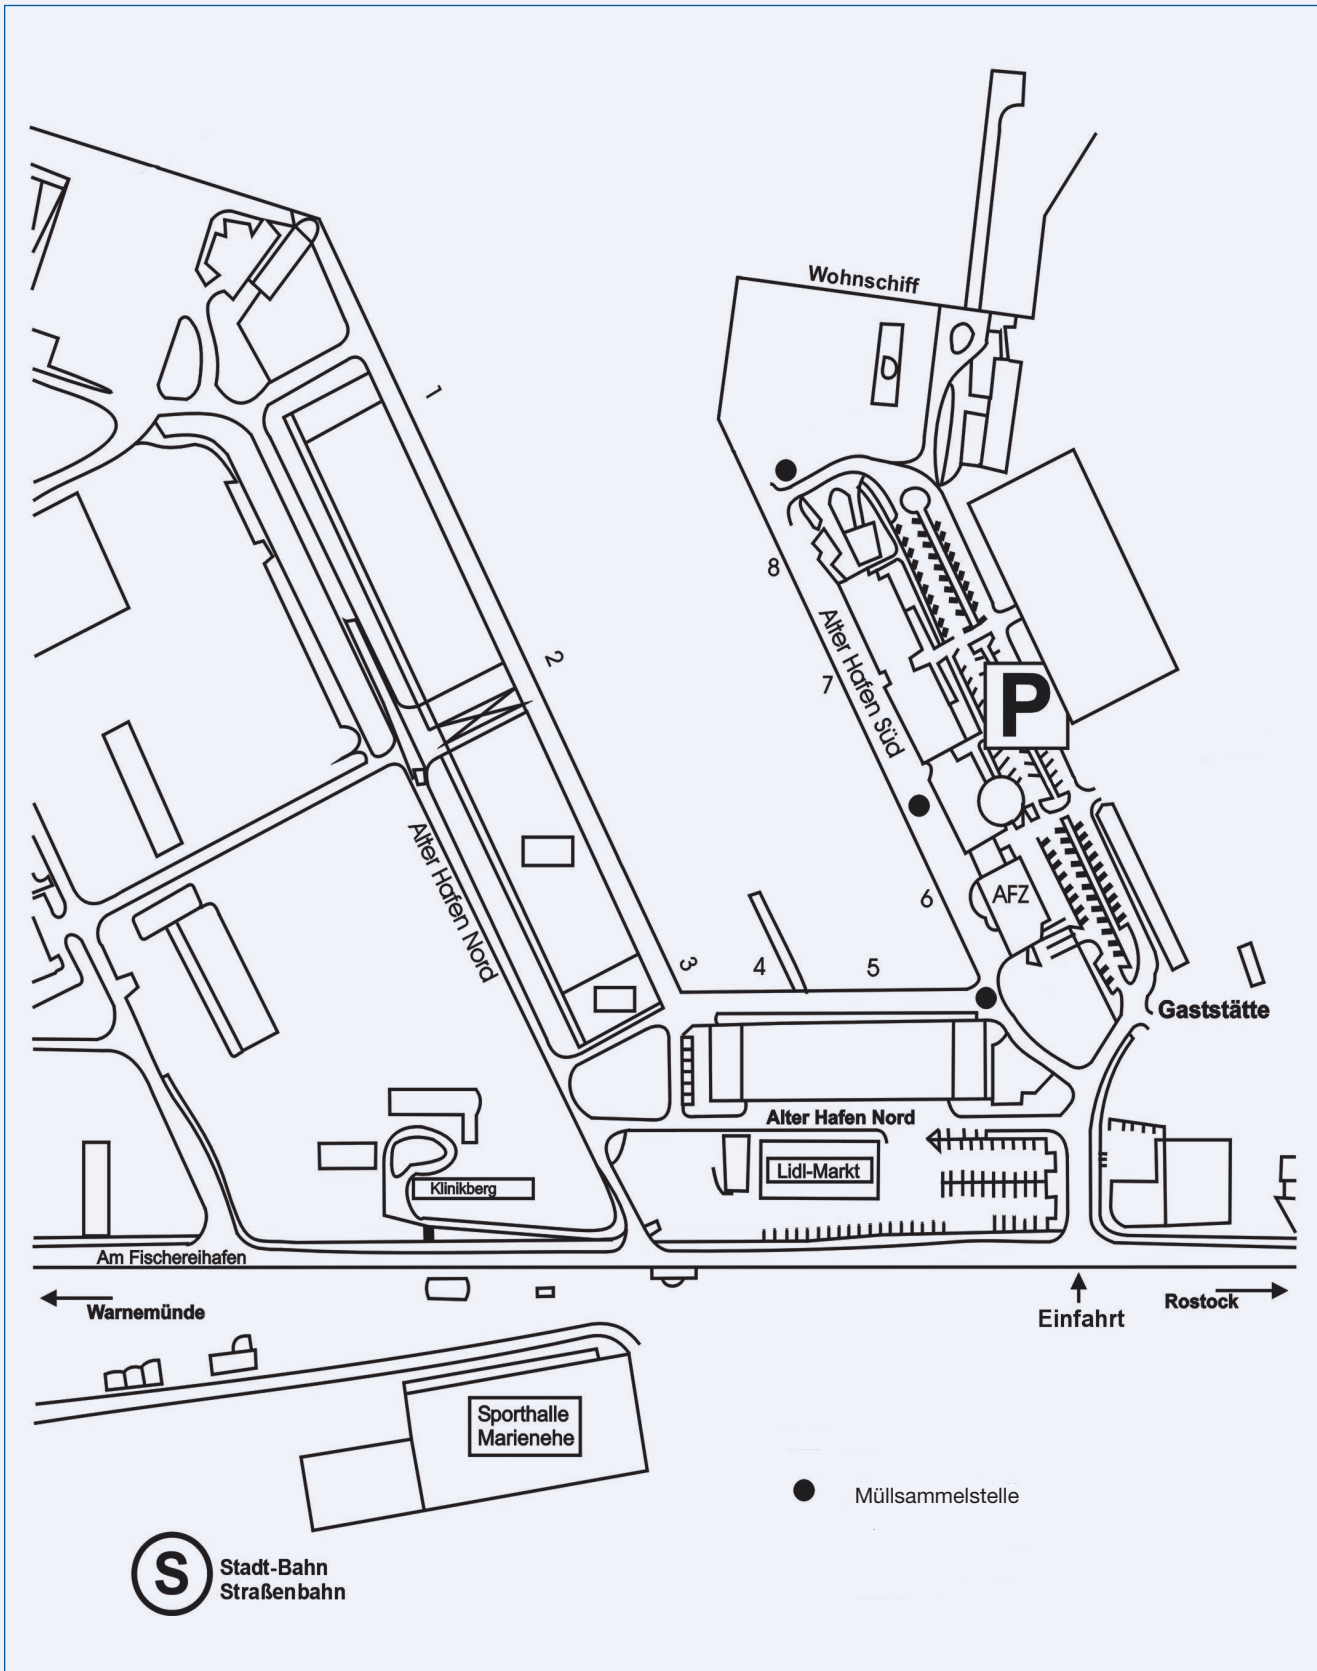 Wohnschiff
1
8
2
Alter Hafen Süd
7
P
Alter Hafen Nord
6
AFZ
3
4
5
Gaststätte
Alter Hafen Nord
Lidl-Markt
Klinikberg
Am Fischereihafen
Warnemünde
Rostock
Einfahrt
Sporthalle
Marienehe
Müllsammelstelle
S
Stadt-Bahn
Straßenbahn